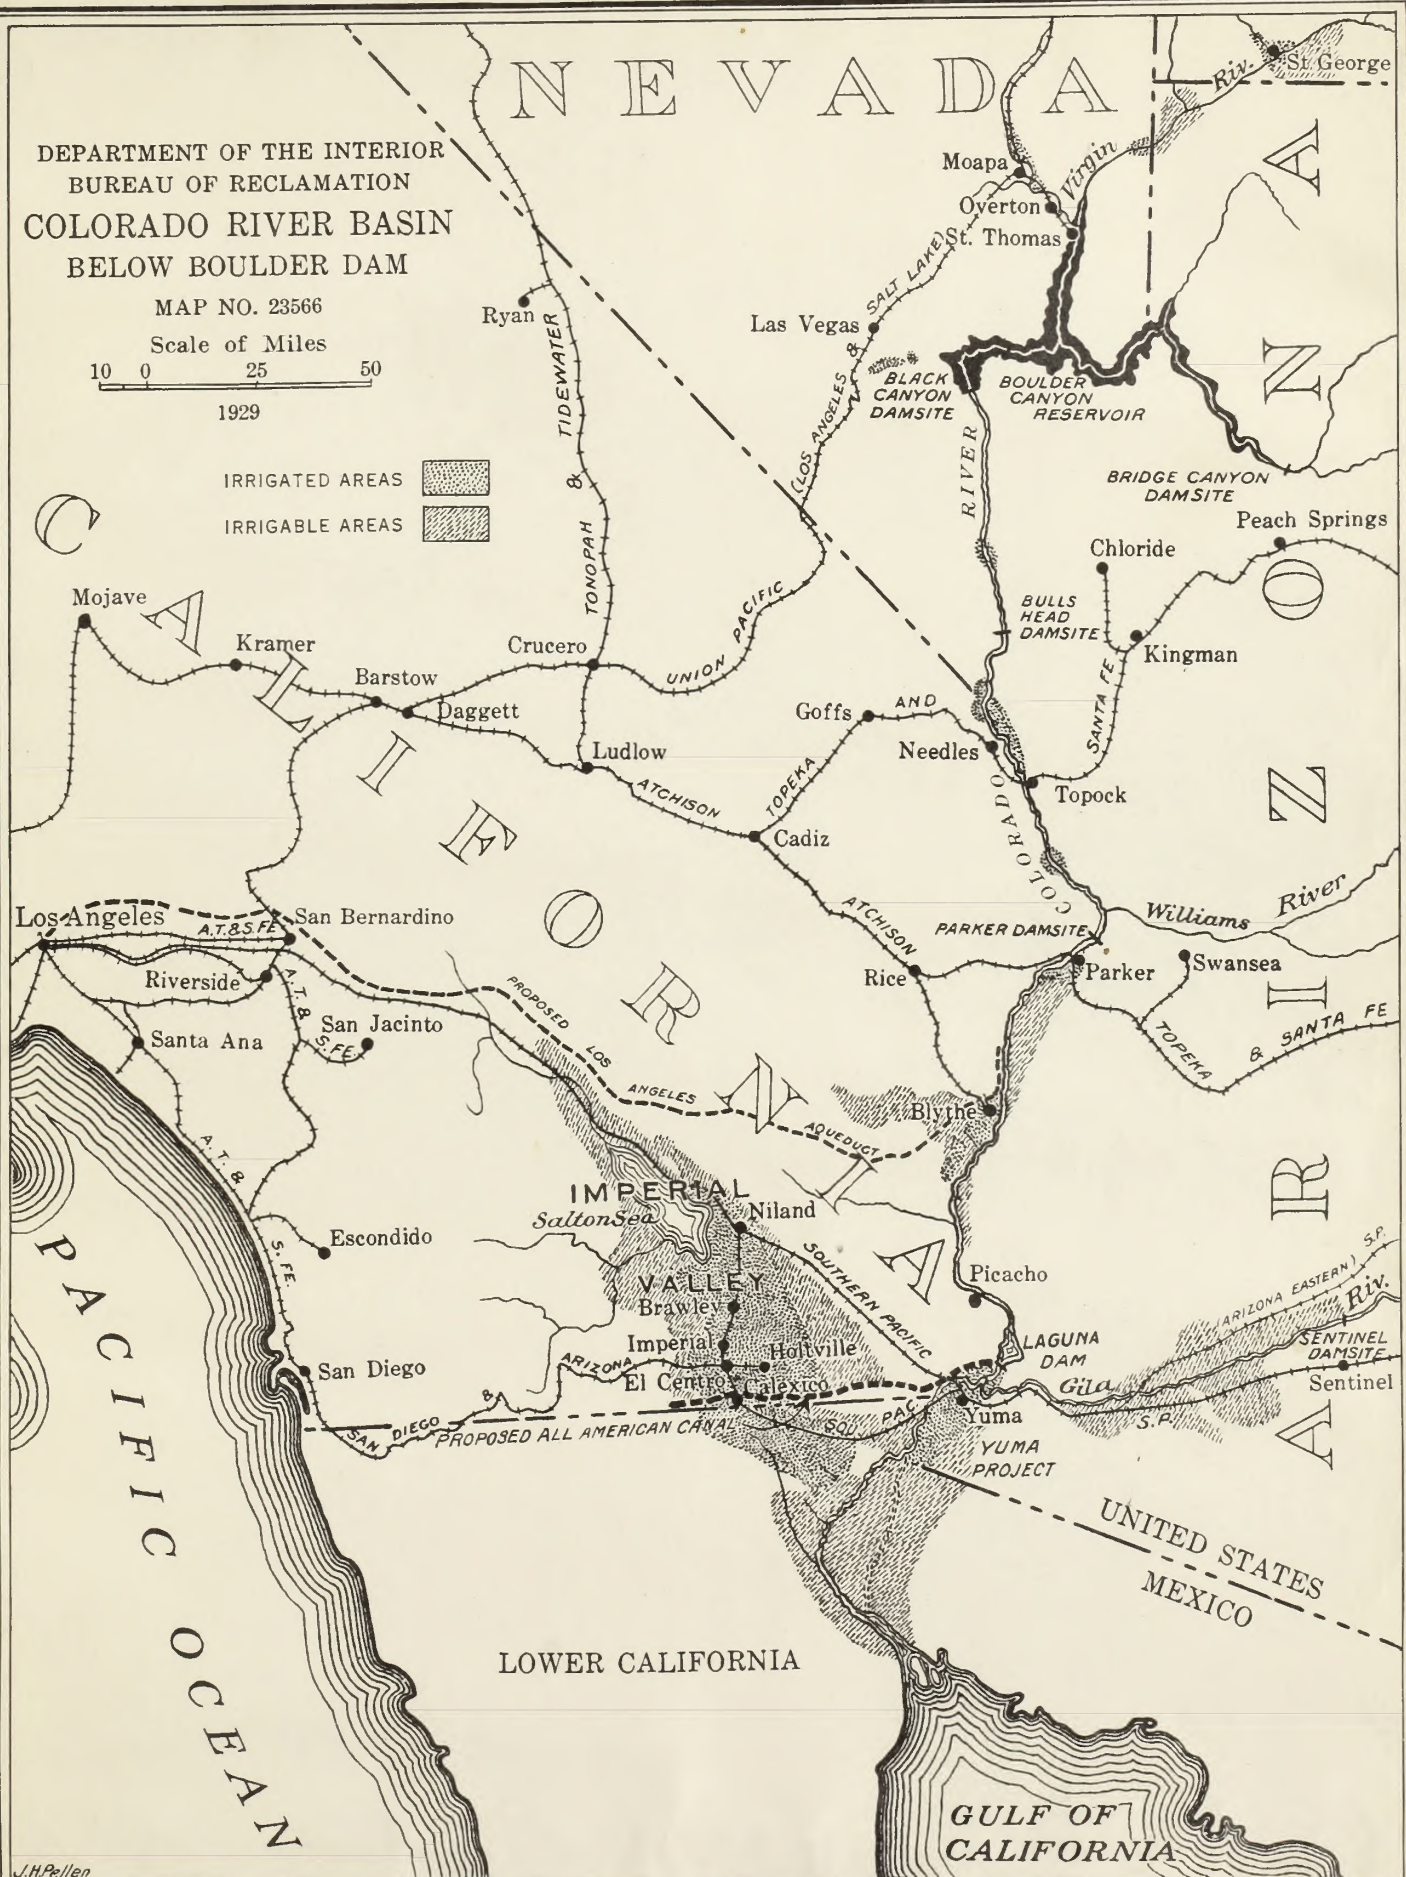 NEVADA
St. George
Riv.
DEPARTMENT OF THE INTERIOR
BUREAU OF RECLAMATION
COLORADO RIVER BASIN
BELOW BOULDER DAM
MAP NO. 23566
Scale of Miles
10 0 25 50
1929
IRRIGATED AREAS
IRRIGABLE AREAS
Moapa
Virgin
Overton
St. Thomas
Ryan
Las Vegas
(LOS ANGELES & SALT LAKE)
TONOPAH & TIDEWATER
BLACK
CANYON
DAMSITE
BOULDER
CANYON
RESERVOIR
RIVER
BRIDGE CANYON
DAMSITE
Peach Springs
Chloride
BULLS
HEAD
DAMSITE
Kingman
SANTA FE
CALIFORNIA
ARIZONA
Mojave
Kramer
Barstow
Daggett
Crucero
UNION PACIFIC
Ludlow
ATCHISON
TOPEKA
AND
Goffs
Needles
Topock
COLORADO
Cadiz
ATCHISON
Los Angeles
A.T.&S.FE
San Bernardino
Riverside
A. T. &
S. FE
San Jacinto
Santa Ana
PARKER DAMSITE
Williams River
Rice
Parker
Swansea
TOPEKA & SANTA FE
PROPOSED LOS ANGELES AQUEDUCT
Blythe
A. T. &
S. FE.
IMPERIAL
Salton Sea
Niland
Escondido
VALLEY
Brawley
SOUTHERN PACIFIC
Picacho
(ARIZONA EASTERN) S.P.
Riv.
Imperial
Holtville
LAGUNA
DAM
SENTINEL
DAMSITE
Sentinel
San Diego
ARIZONA
El Centro
Calexico
Gila
S.P.
SAN DIEGO &
PROPOSED ALL AMERICAN CANAL
SOU. PAC.
Yuma
YUMA
PROJECT
UNITED STATES
MEXICO
PACIFIC OCEAN
LOWER CALIFORNIA
GULF OF
CALIFORNIA
J.H.Pellen